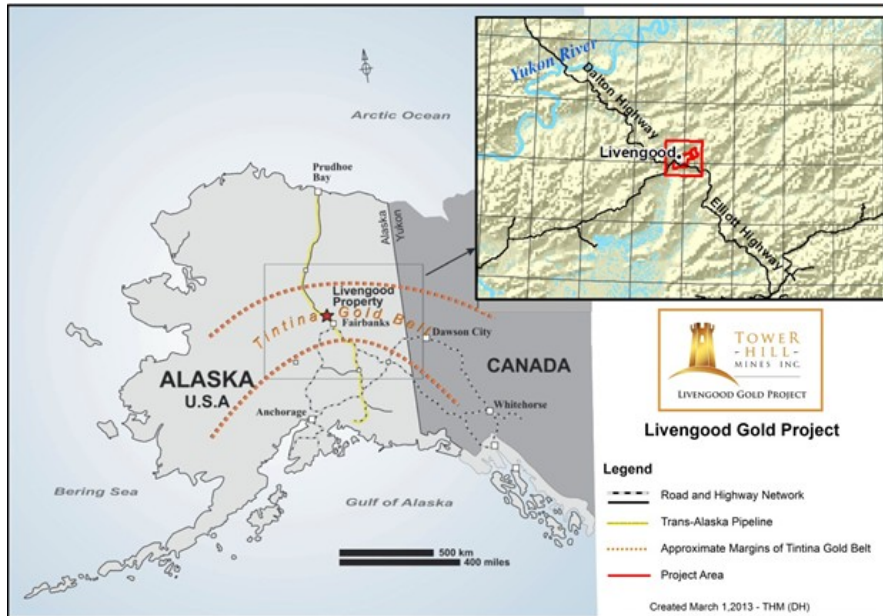 Arctic Ocean
Prudhoe
Bay
Alaska
Yukon
Livengood
Property
Tintina Gold Belt
Fairbanks
Dawson City
ALASKA
U.S.A
CANADA
Anchorage
Whitehorse
Bering Sea
Gulf of Alaska
500 km
400 miles
Yukon River
Dalton Highway
Livengood
Elliott Highway
TOWER
-HILL-
MINES INC.
LIVENGOOD GOLD PROJECT
Livengood Gold Project
Legend
Road and Highway Network
Trans-Alaska Pipeline
Approximate Margins of Tintina Gold Belt
Project Area
Created March 1,2013 - THM (DH)